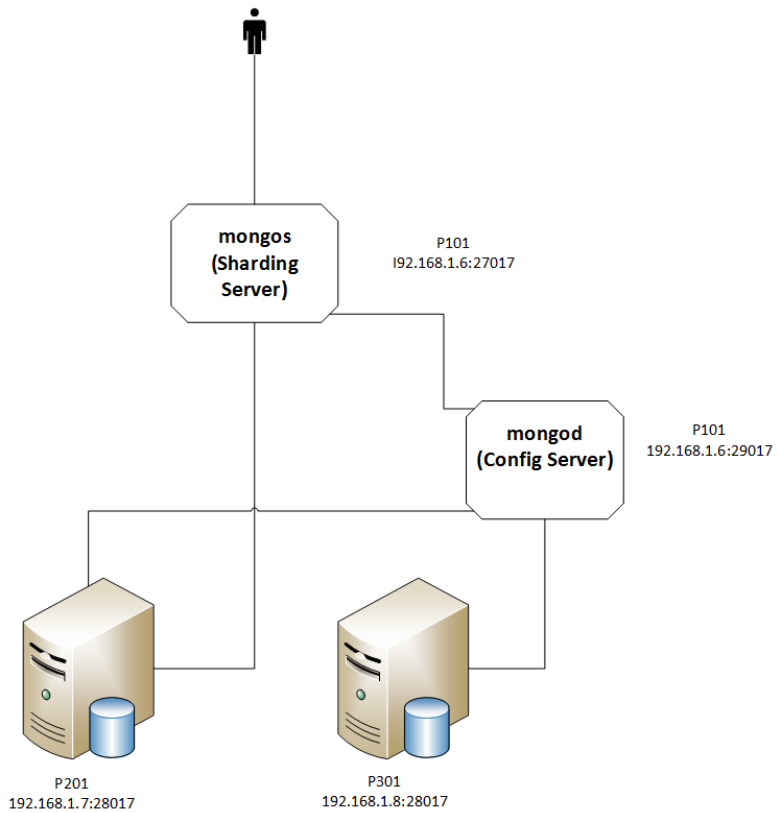 mongos
(Sharding
Server)
P101
I92.168.1.6:27017
mongod
(Config Server)
P101
192.168.1.6:29017
P201
192.168.1.7:28017
P301
192.168.1.8:28017